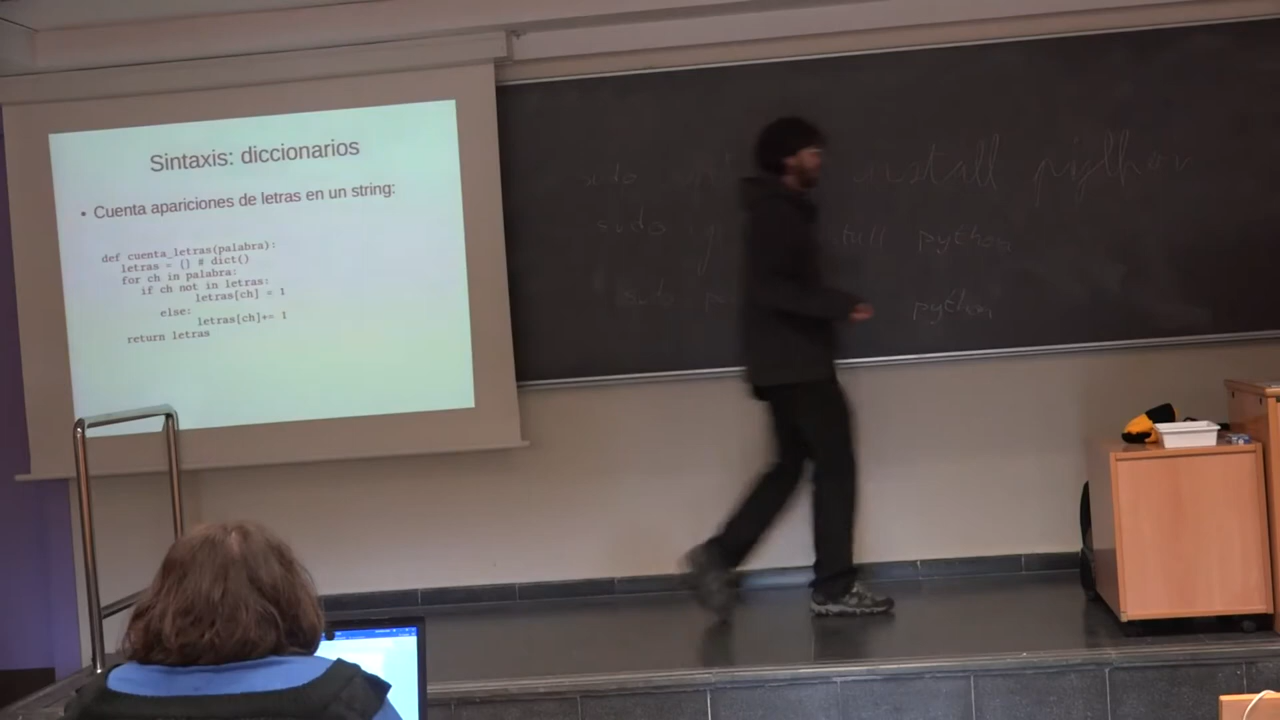 Sintaxis: diccionarios
• Cuenta apariciones de letras en un string:
def cuenta_letras(palabra):
letras = {} # dict()
for ch in palabra:
if ch not in letras:
letras[ch] = 1
else:
letras[ch]+= 1
return letras
sudo install python
sudo python
sudo python